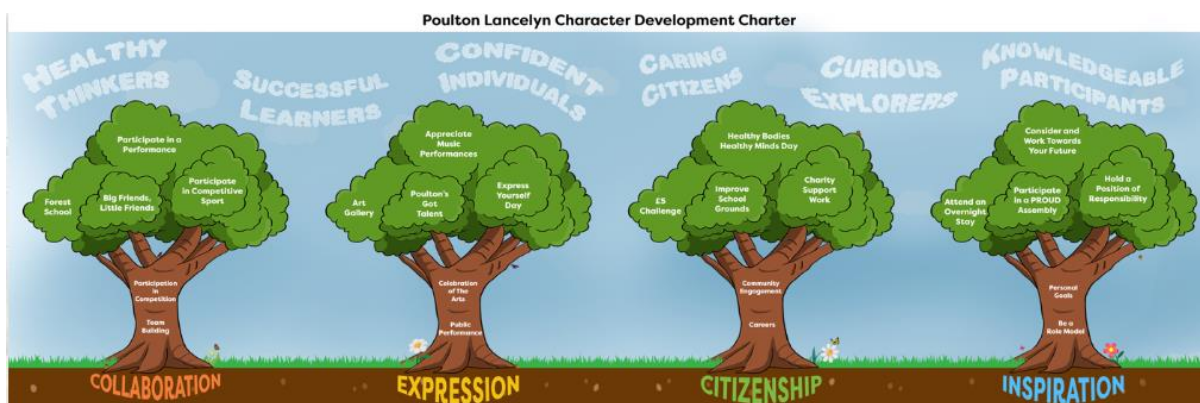 Poulton Lancelyn Character Development Charter
HEALTHY
THINKERS
SUCCESSFUL
LEARNERS
CONFIDENT
INDIVIDUALS
CARING
CITIZENS
CURIOUS
EXPLORERS
KNOWLEDGEABLE
PARTICIPANTS
Participate in a
Performance
Forest
School
Big Friends,
Little Friends
Participate
in Competitive
Sport
Participation
in
Competition
Team
Building
COLLABORATION
Appreciate
Music
Performances
Art
Gallery
Poulton's
Got
Talent
Express
Yourself
Day
Celebration
of The
Arts
Public
Performance
EXPRESSION
Healthy Bodies
Healthy Minds Day
£5
Challenge
Improve
School
Grounds
Charity
Support
Work
Community
Engagement
Careers
CITIZENSHIP
Consider and
Work Towards
Your Future
Attend an
Overnight
Stay
Participate
in a PROUD
Assembly
Hold a
Position of
Responsibility
Personal
Goals
Be a
Role Model
INSPIRATION